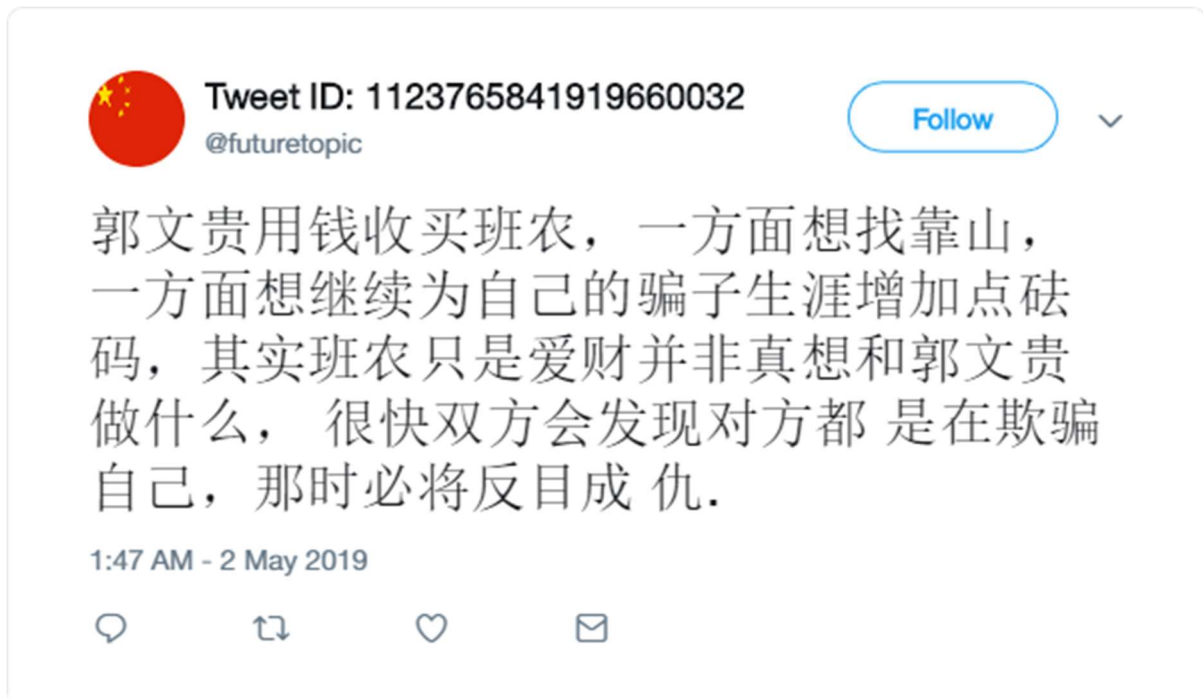 Tweet ID: 1123765841919660032
@futuretopic
Follow
郭文贵用钱收买班农，一方面想找靠山，
一方面想继续为自己的骗子生涯增加点砝
码，其实班农只是爱财并非真想和郭文贵
做什么， 很快双方会发现对方都 是在欺骗
自己，那时必将反目成 仇.
1:47 AM - 2 May 2019